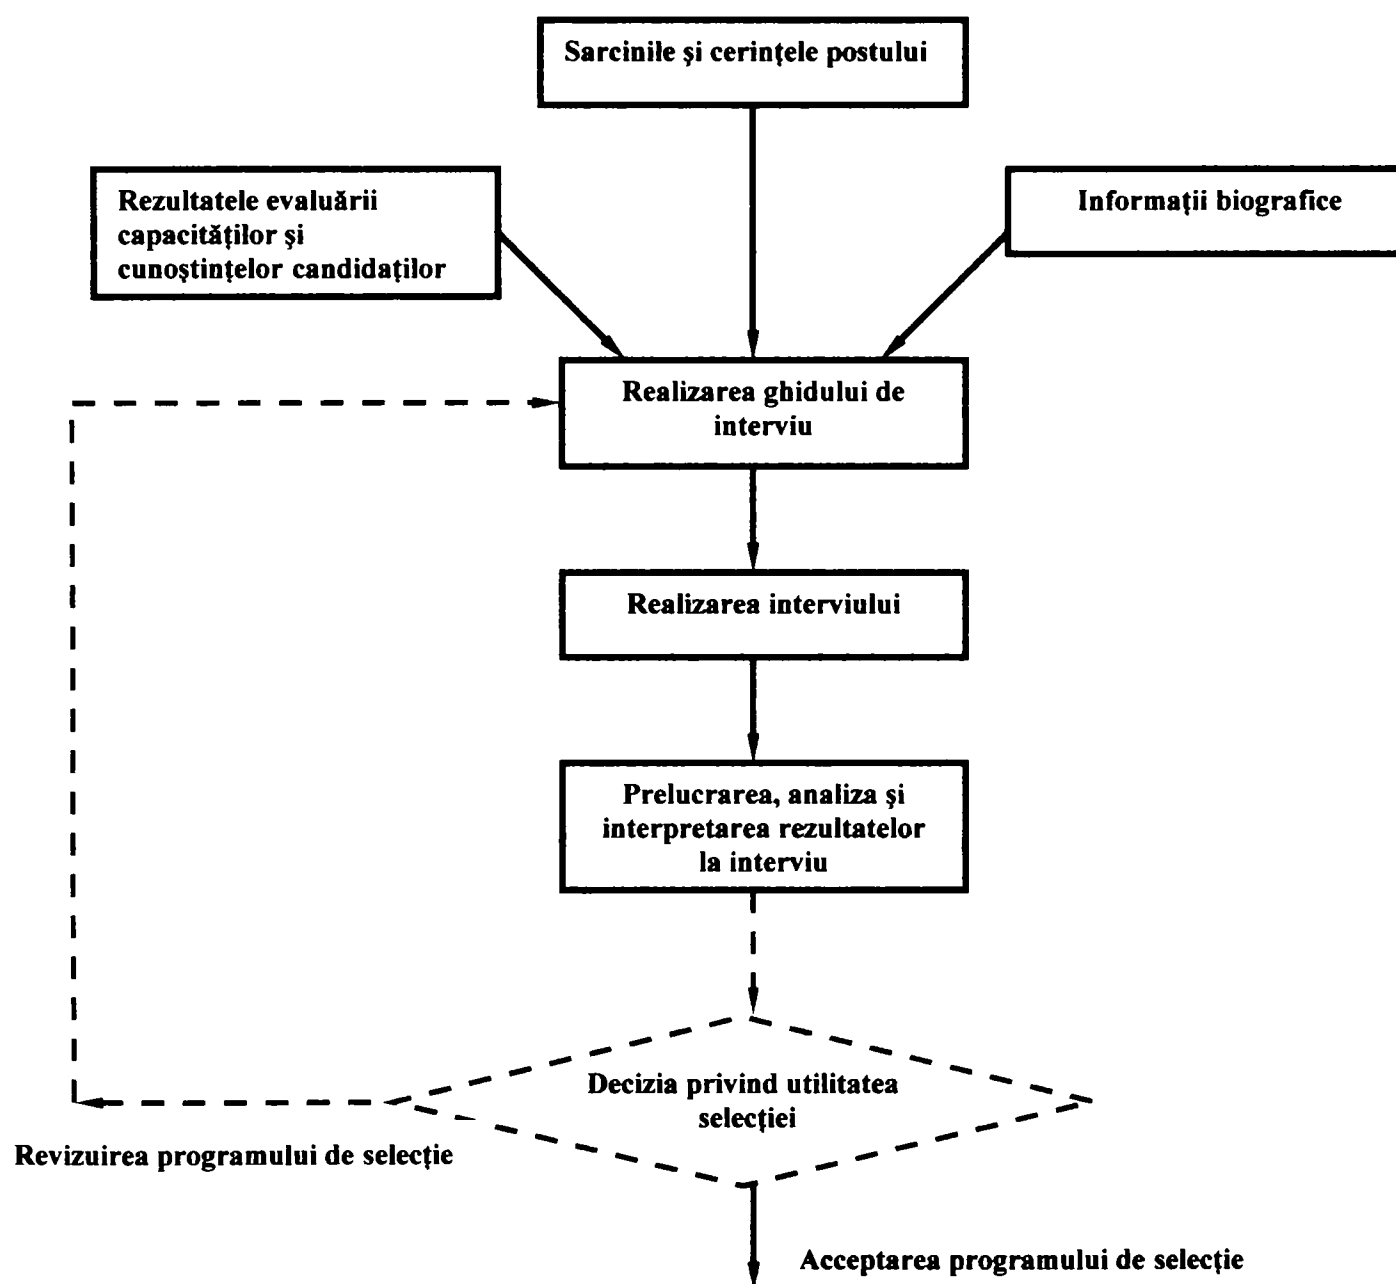 Sarcinile şi cerinţele postului
Rezultatele evaluării
capacităţilor şi
cunoştinţelor candidaţilor
Informaţii biografice
Realizarea ghidului de
interviu
Realizarea interviului
Prelucrarea, analiza şi
interpretarea rezultatelor
la interviu
Decizia privind utilitatea
selecţiei
Revizuirea programului de selecţie
Acceptarea programului de selecţie